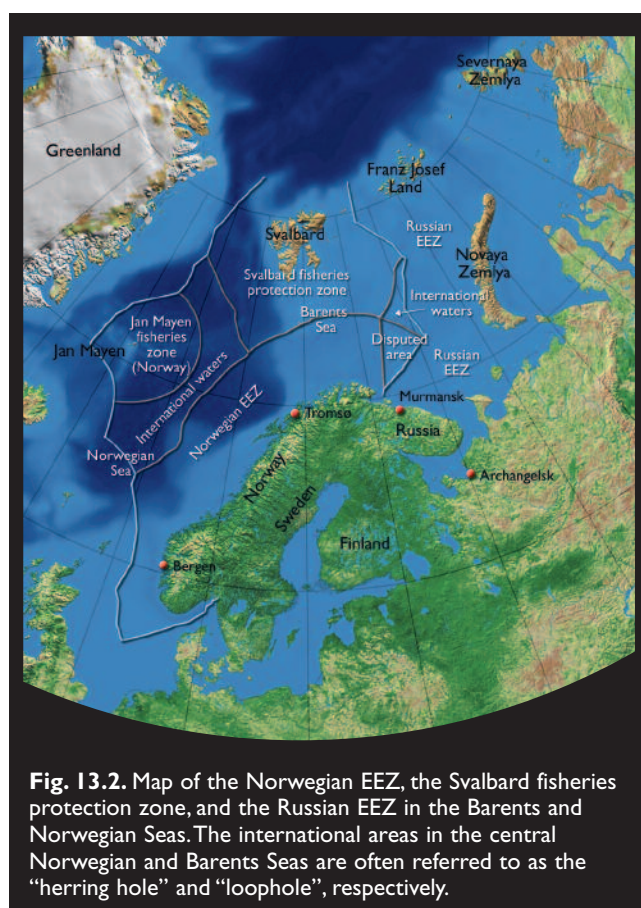 Severnaya
Zemlya
Greenland
Franz Josef
Land
Russian
EEZ
Svalbard
Novaya
Zemlya
Svalbard fisheries
protection zone
International
waters
Barents
Sea
Jan Mayen
fisheries
zone
(Norway)
Jan Mayen
Disputed
area
Russian
EEZ
International waters
Norwegian EEZ
Murmansk
Tromsø
Russia
Norwegian
Sea
Norway
Archangelsk
Sweden
Finland
Bergen
Fig. 13.2. Map of the Norwegian EEZ, the Svalbard fisheries
protection zone, and the Russian EEZ in the Barents and
Norwegian Seas. The international areas in the central
Norwegian and Barents Seas are often referred to as the
“herring hole” and “loophole”, respectively.